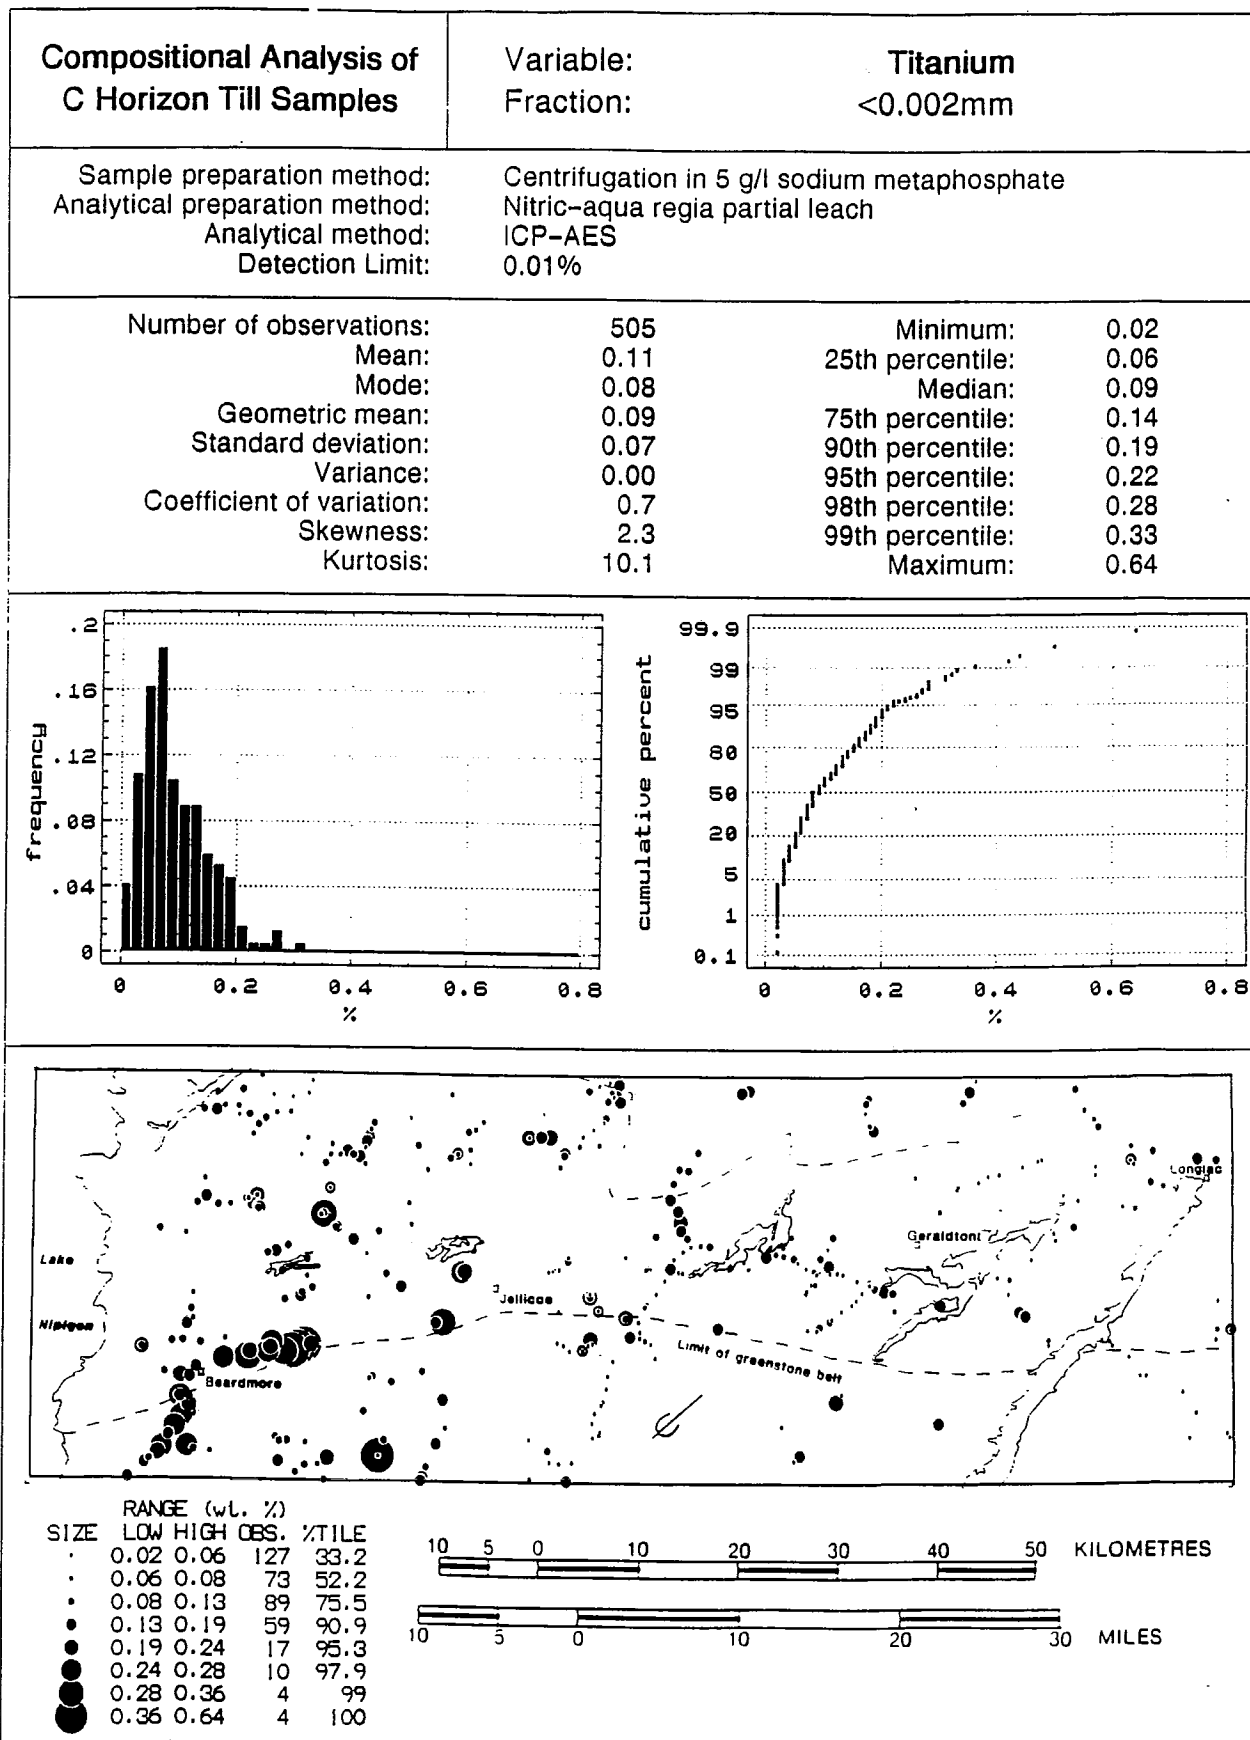 Compositional Analysis of
C Horizon Till Samples
Variable: Titanium
Fraction: <0.002mm
Sample preparation method: Centrifugation in 5 g/l sodium metaphosphate
Analytical preparation method: Nitric-aqua regia partial leach
Analytical method: ICP-AES
Detection Limit: 0.01%
Number of observations: 505 Minimum: 0.02
Mean: 0.11 25th percentile: 0.06
Mode: 0.08 Median: 0.09
Geometric mean: 0.09 75th percentile: 0.14
Standard deviation: 0.07 90th percentile: 0.19
Variance: 0.00 95th percentile: 0.22
Coefficient of variation: 0.7 98th percentile: 0.28
Skewness: 2.3 99th percentile: 0.33
Kurtosis: 10.1 Maximum: 0.64
frequency
.2
.16
.12
.08
.04
0
0 0.2 0.4 0.6 0.8
%
cumulative percent
99.9
99
95
80
50
20
5
1
0.1
0 0.2 0.4 0.6 0.8
%
Longlac
Geraldton
Lake
Nipigon
Jellicoe
Limit of greenstone belt
Beardmore
RANGE (wt. %)
SIZE LOW HIGH OBS. %TILE
0.02 0.06 127 33.2
0.06 0.08 73 52.2
0.08 0.13 89 75.5
0.13 0.19 59 90.9
0.19 0.24 17 95.3
0.24 0.28 10 97.9
0.28 0.36 4 99
0.36 0.64 4 100
10 5 0 10 20 30 40 50 KILOMETRES
10 5 0 10 20 30 MILES